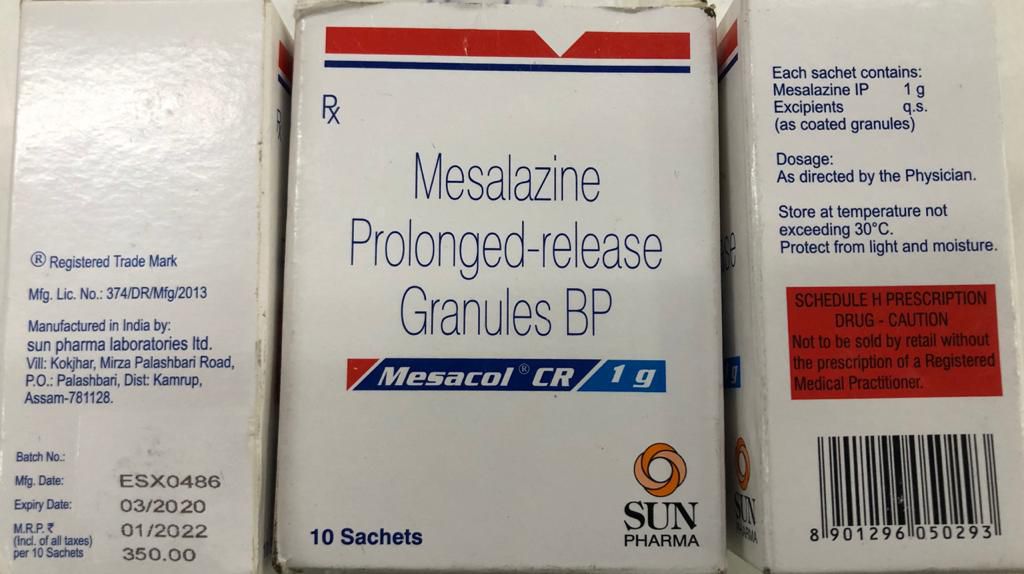 ® Registered Trade Mark
Mfg. Lic. No.: 374/DR/Mfg/2013
Manufactured in India by:
sun pharma laboratories ltd.
Vill: Kokjhar, Mirza Palashbari Road,
P.O.: Palashbari, Dist: Kamrup,
Assam-781128.
Batch No.:
Mfg. Date: ESX0486
Expiry Date: 03/2020
M.R.P. ₹ 01/2022
(Incl. of all taxes)
per 10 Sachets 350.00
Rx
Mesalazine
Prolonged-release
Granules BP
Mesacol® CR 1 g
10 Sachets
SUN
PHARMA
Each sachet contains:
Mesalazine IP 1 g
Excipients q.s.
(as coated granules)
Dosage:
As directed by the Physician.
Store at temperature not
exceeding 30°C.
Protect from light and moisture.
SCHEDULE H PRESCRIPTION
DRUG - CAUTION
Not to be sold by retail without
the prescription of a Registered
Medical Practitioner.
SUN
PHARMA
8 901296 050293